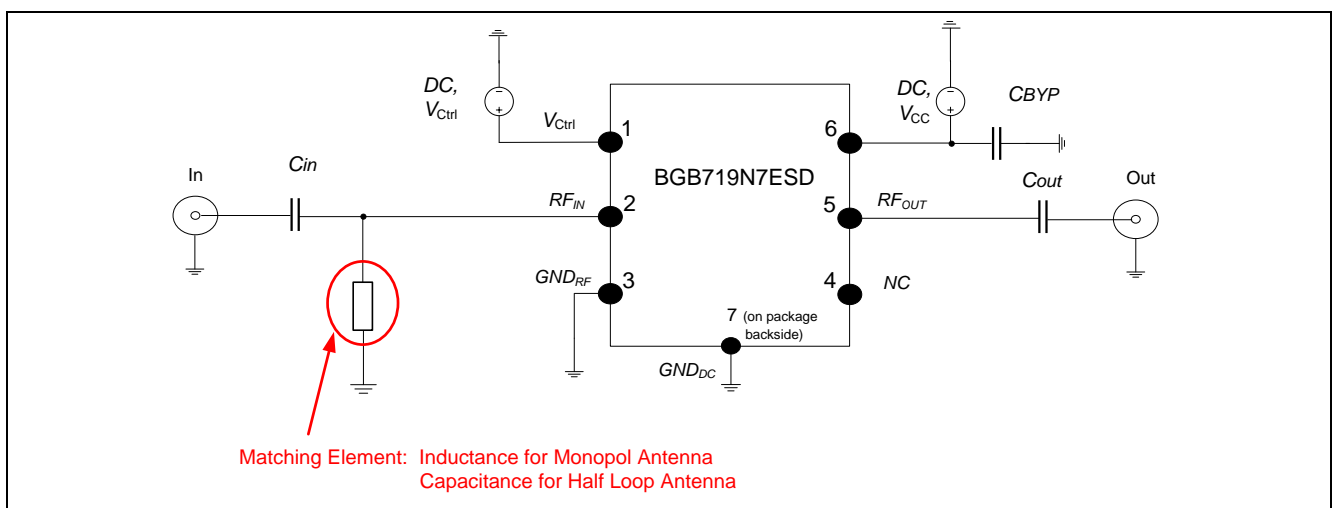 DC,
VCtrl
VCtrl
1
In
Cin
RFIN
2
GNDRF
3
BGB719N7ESD
7 (on package
backside)
GNDDC
DC,
VCC
CBYP
6
5
RFOUT
Cout
Out
4
NC
Matching Element: Inductance for Monopol Antenna
Capacitance for Half Loop Antenna